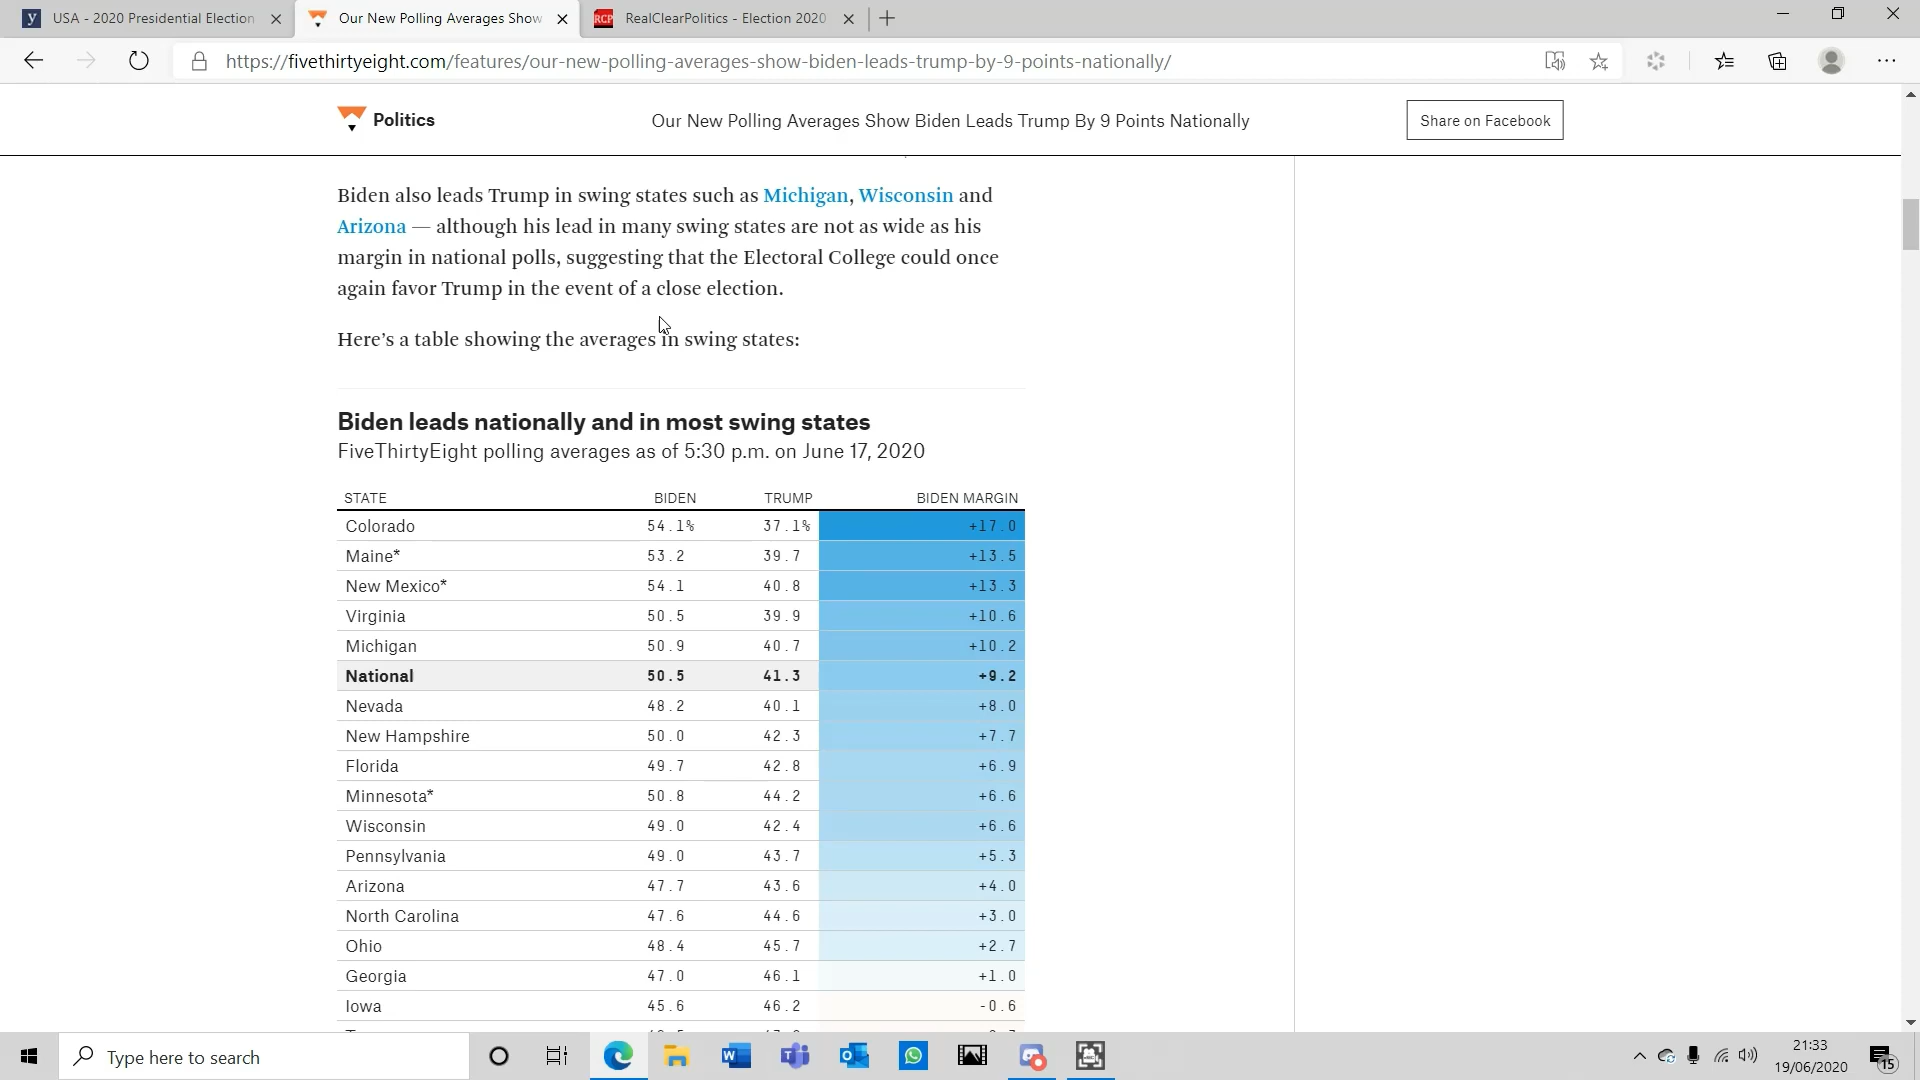 USA - 2020 Presidential Election
Our New Polling Averages Show
RCP RealClearPolitics - Election 2020
https://fivethirtyeight.com/features/our-new-polling-averages-show-biden-leads-trump-by-9-points-nationally/
Politics
Our New Polling Averages Show Biden Leads Trump By 9 Points Nationally
Share on Facebook
Biden also leads Trump in swing states such as Michigan, Wisconsin and
Arizona — although his lead in many swing states are not as wide as his
margin in national polls, suggesting that the Electoral College could once
again favor Trump in the event of a close election.
Here's a table showing the averages in swing states:
Biden leads nationally and in most swing states
FiveThirtyEight polling averages as of 5:30 p.m. on June 17, 2020
STATE BIDEN TRUMP BIDEN MARGIN
Colorado 54.1% 37.1% +17.0
Maine* 53.2 39.7 +13.5
New Mexico* 54.1 40.8 +13.3
Virginia 50.5 39.9 +10.6
Michigan 50.9 40.7 +10.2
National 50.5 41.3 +9.2
Nevada 48.2 40.1 +8.0
New Hampshire 50.0 42.3 +7.7
Florida 49.7 42.8 +6.9
Minnesota* 50.8 44.2 +6.6
Wisconsin 49.0 42.4 +6.6
Pennsylvania 49.0 43.7 +5.3
Arizona 47.7 43.6 +4.0
North Carolina 47.6 44.6 +3.0
Ohio 48.4 45.7 +2.7
Georgia 47.0 46.1 +1.0
Iowa 45.6 46.2 -0.6
Type here to search
21:33
19/06/2020
15